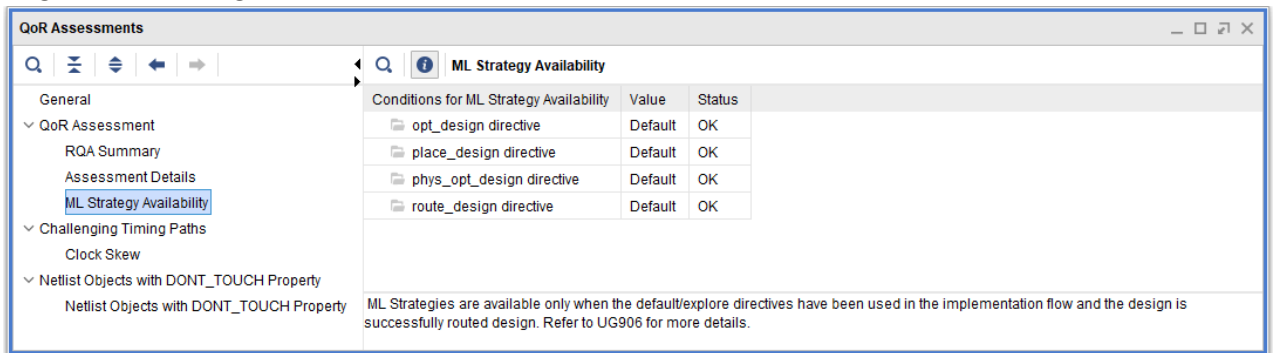 QoR Assessments
ML Strategy Availability
General
QoR Assessment
RQA Summary
Assessment Details
ML Strategy Availability
Challenging Timing Paths
Clock Skew
Netlist Objects with DONT_TOUCH Property
Netlist Objects with DONT_TOUCH Property
Conditions for ML Strategy Availability Value Status
opt_design directive Default OK
place_design directive Default OK
phys_opt_design directive Default OK
route_design directive Default OK
ML Strategies are available only when the default/explore directives have been used in the implementation flow and the design is
successfully routed design. Refer to UG906 for more details.